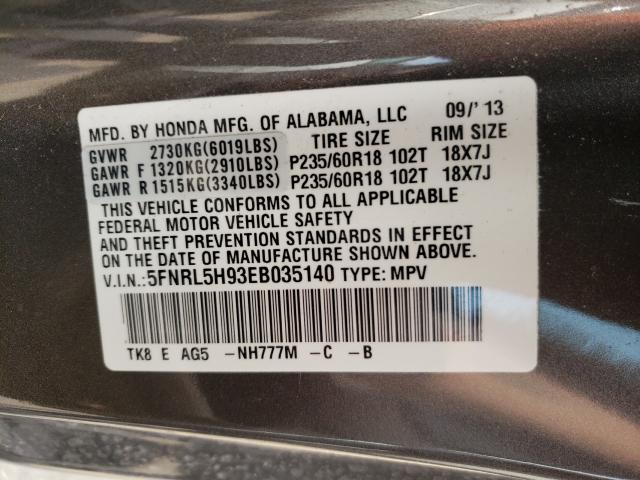 MFD. BY HONDA MFG. OF ALABAMA, LLC 09/' 13
GVWR 2730KG(6019LBS) TIRE SIZE RIM SIZE
GAWR F 1320KG(2910LBS) P235/60R18 102T 18X7J
GAWR R 1515KG(3340LBS) P235/60R18 102T 18X7J
THIS VEHICLE CONFORMS TO ALL APPLICABLE
FEDERAL MOTOR VEHICLE SAFETY
AND THEFT PREVENTION STANDARDS IN EFFECT
ON THE DATE OF MANUFACTURE SHOWN ABOVE.
V.I.N.:5FNRL5H93EB035140 TYPE: MPV
TK8 E AG5 -NH777M -C -B